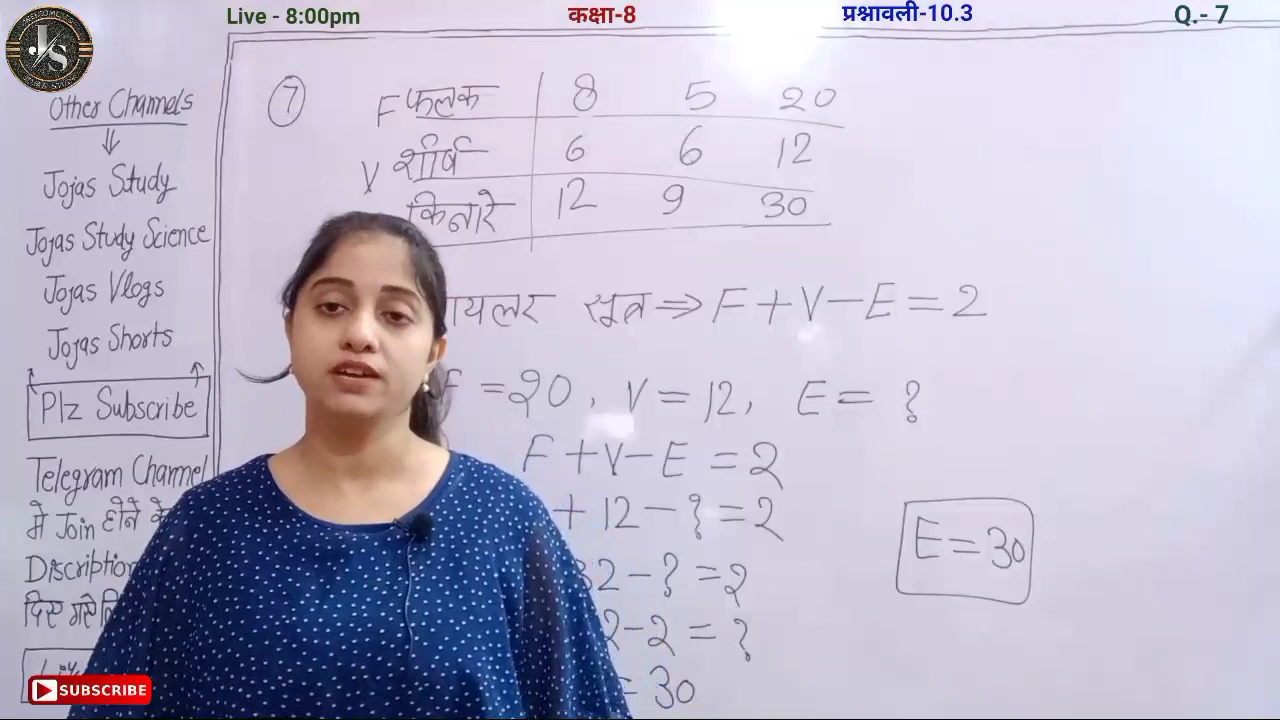 Live - 8:00pm कक्षा-8 प्रश्नावली-10.3 Q.- 7
J/S
Other Channels
Jojas Study
Jojas Study Science
Jojas Vlogs
Jojas Shorts
Plz Subscribe
Telegram Channel
में Join होने के
Discription
दिए गये
7
F फलक 8 5 20
V शीर्ष 6 6 12
किनारे 12 9 30
यलर सूत्र ⇒ F + V - E = 2
F = 20, V = 12, E = ?
F + V - E = 2
+ 12 - ? = 2
32 - ? = 2
2 - 2 = ?
= 30
E = 30
SUBSCRIBE